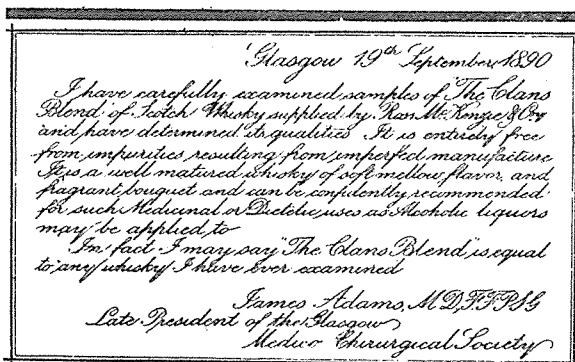 Glasgow 19th September, 1890
I have carefully examined samples of "The Clans
Blend" of Scotch Whisky supplied by Ross McKenzie & Coy
and have determined its qualities. It is entirely free
from impurities resulting from imperfect manufacture
It is a well matured whisky of soft mellow flavor, and
fragrant bouquet and can be confidently recommended
for such Medicinal or Dietetic uses as Alcoholic liquors
may be applied to
In fact I may say "The Clans Blend" is equal
to any whisky I have ever examined
James Adams, M D, F.F.P.S.G
Late President of the Glasgow
Medico Chirurgical Society